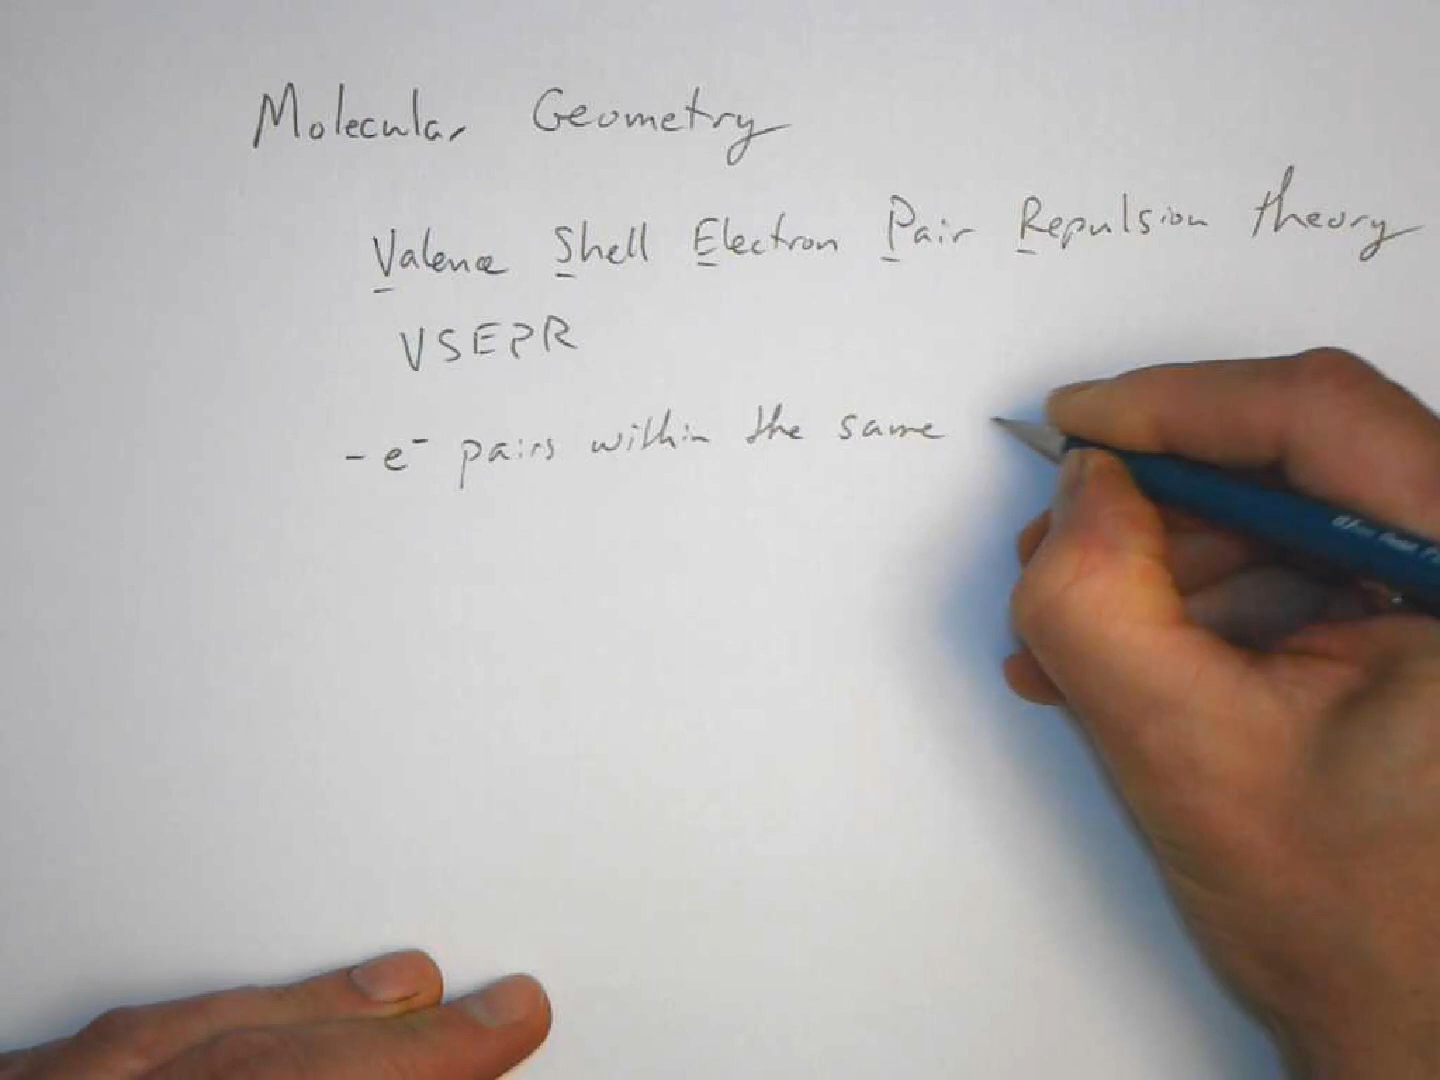 Molecular Geometry
Valence Shell Electron Pair Repulsion theory
VSEPR
- e⁻ pairs within the same